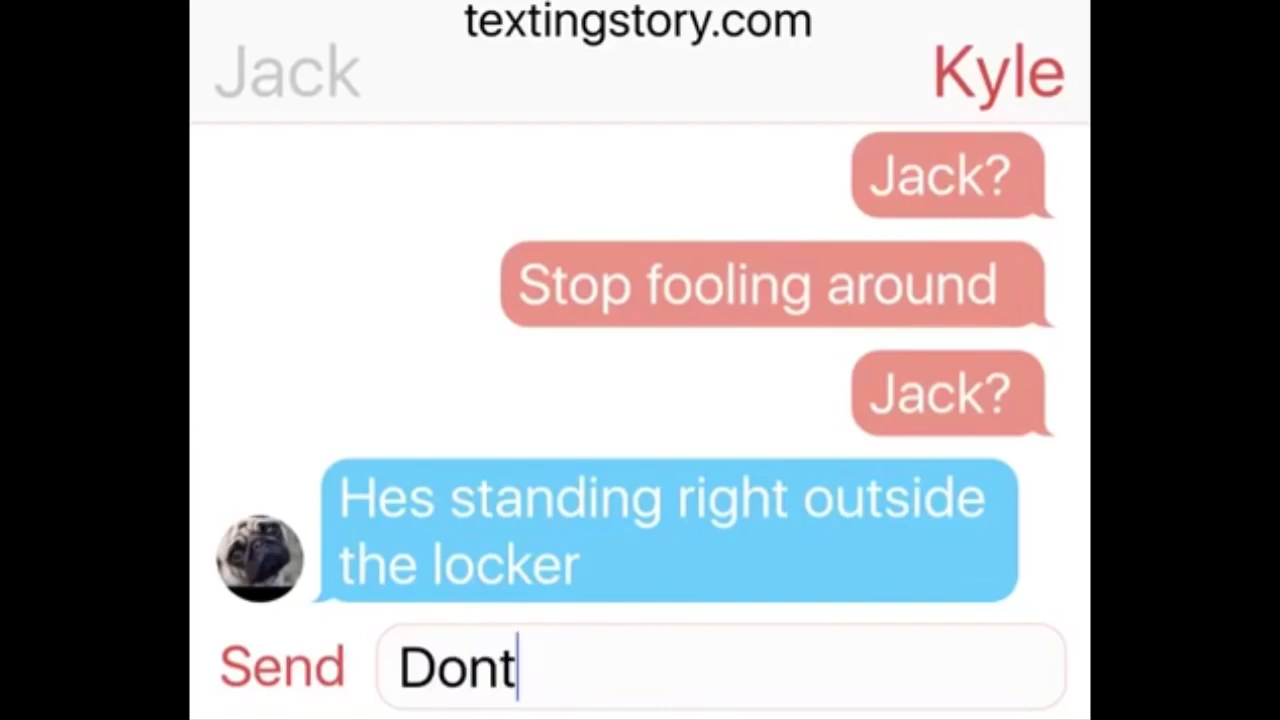 textingstory.com
Jack
Kyle
Jack?
Stop fooling around
Jack?
Hes standing right outside
the locker
Send
Dont